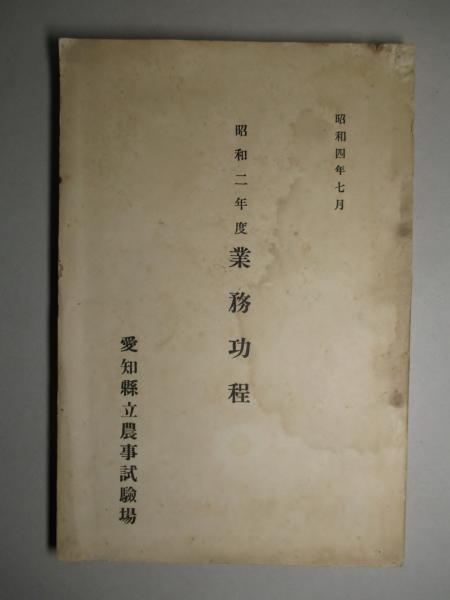 昭和四年七月
昭和二年度 業務功程
愛知縣立農事試驗場